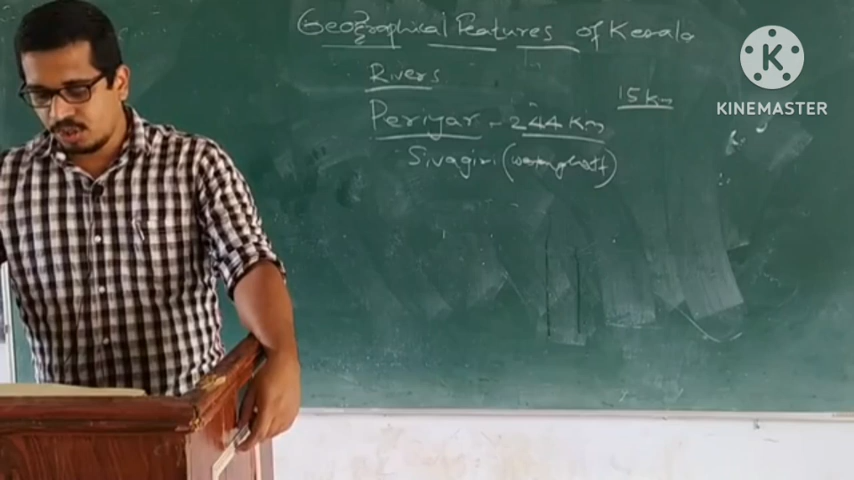 Geographical Features of Kerala
Rivers
15 Km
Periyar - 244 Km
Sivagiri (
K
KINEMASTER